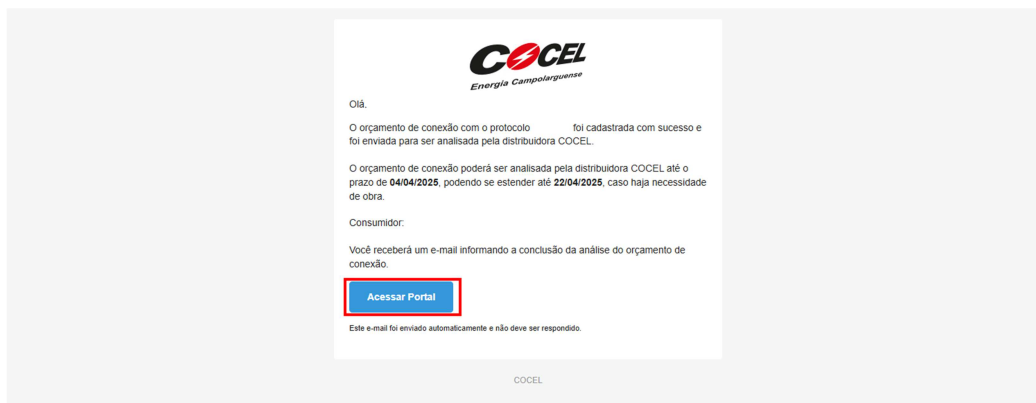 COCEL
Energia Campolarguense
Olá,
O orçamento de conexão com o protocolo foi cadastrada com sucesso e
foi enviada para ser analisada pela distribuidora COCEL.
O orçamento de conexão poderá ser analisada pela distribuidora COCEL até o
prazo de 04/04/2025, podendo se estender até 22/04/2025, caso haja necessidade
de obra.
Consumidor:
Você receberá um e-mail informando a conclusão da análise do orçamento de
conexão.
Acessar Portal
Este e-mail foi enviado automaticamente e não deve ser respondido.
COCEL